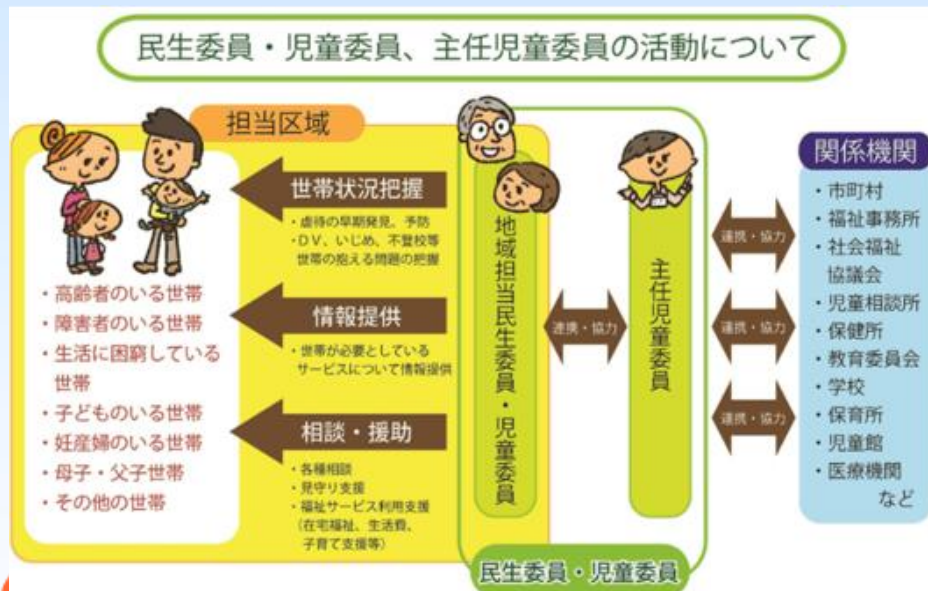 民生委員・児童委員、主任児童委員の活動について
担当区域
・高齢者のいる世帯
・障害者のいる世帯
・生活に困窮している
世帯
・子どものいる世帯
・妊産婦のいる世帯
・母子・父子世帯
・その他の世帯
世帯状況把握
・虐待の早期発見、予防
・DV、いじめ、不登校等
世帯の抱える問題の把握
情報提供
・世帯が必要としている
サービスについて情報提供
相談・援助
・各種相談
・見守り支援
・福祉サービス利用支援
(在宅福祉、生活費、
子育て支援等)
地域担当民生委員・児童委員
連携・協力
主任児童委員
民生委員・児童委員
連携・協力
連携・協力
連携・協力
関係機関
・市町村
・福祉事務所
・社会福祉
協議会
・児童相談所
・保健所
・教育委員会
・学校
・保育所
・児童館
・医療機関
など